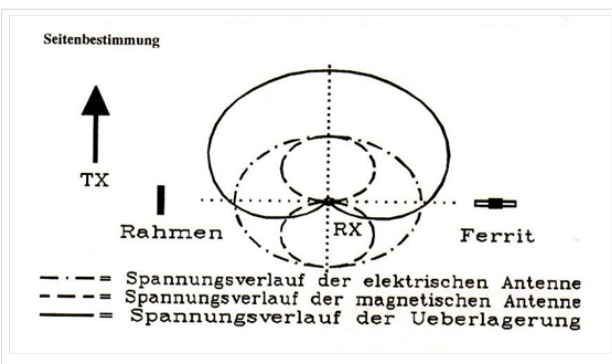 Seitenbestimmung
TX
Rahmen
RX
Ferrit
= Spannungsverlauf der elektrischen Antenne
= Spannungsverlauf der magnetischen Antenne
= Spannungsverlauf der Ueberlagerung